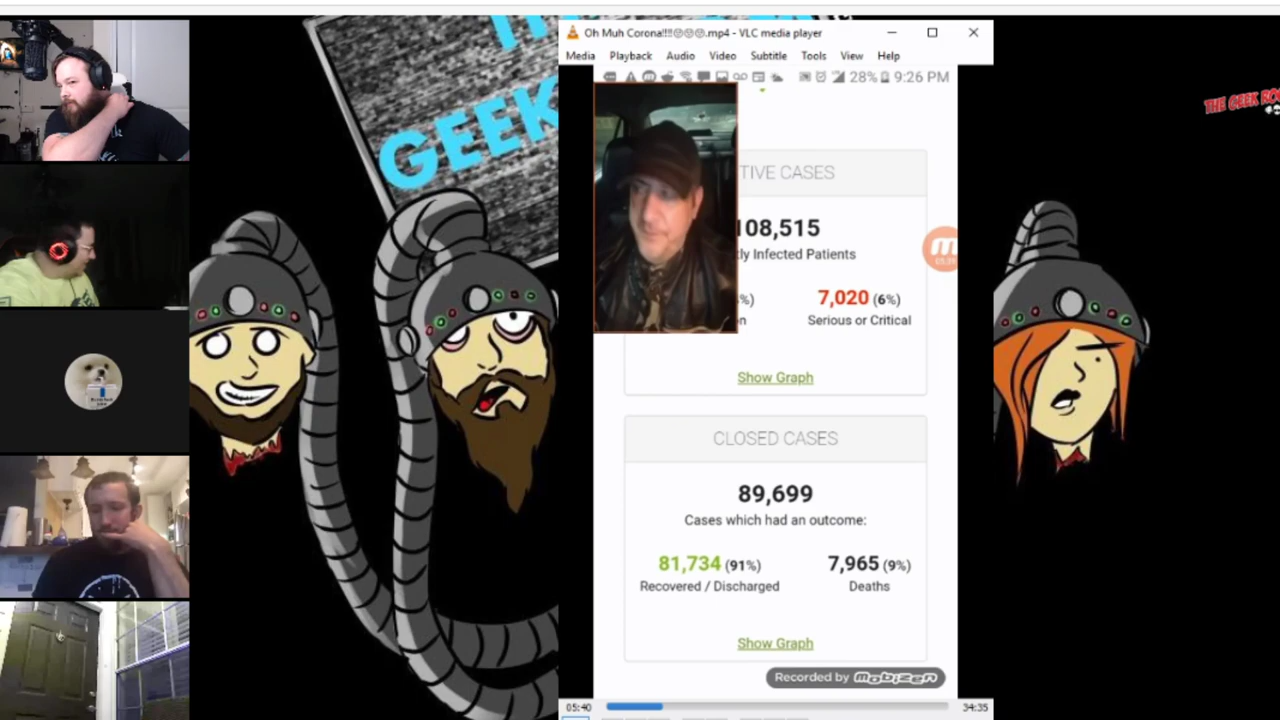 GEEK
THE GEEK ROO
Oh Muh Corona!!!!😳😳😳.mp4 - VLC media player
Media Playback Audio Video Subtitle Tools View Help
28% 9:26 PM
TIVE CASES
108,515
tly Infected Patients
%)
n
7,020 (6%)
Serious or Critical
Show Graph
CLOSED CASES
89,699
Cases which had an outcome:
81,734 (91%)
Recovered / Discharged
7,965 (9%)
Deaths
Show Graph
Recorded by Mobizen
05:40
34:35